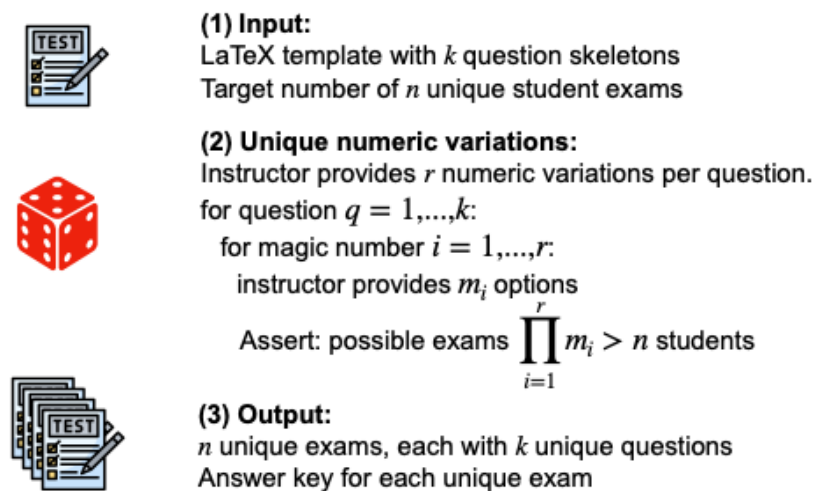 TEST
(1) Input:
LaTeX template with k question skeletons
Target number of n unique student exams
(2) Unique numeric variations:
Instructor provides r numeric variations per question.
for question q = 1,...,k:
for magic number i = 1,...,r:
instructor provides mᵢ options
Assert: possible exams ∏ᵢ₌₁ʳ mᵢ > n students
TEST
(3) Output:
n unique exams, each with k unique questions
Answer key for each unique exam